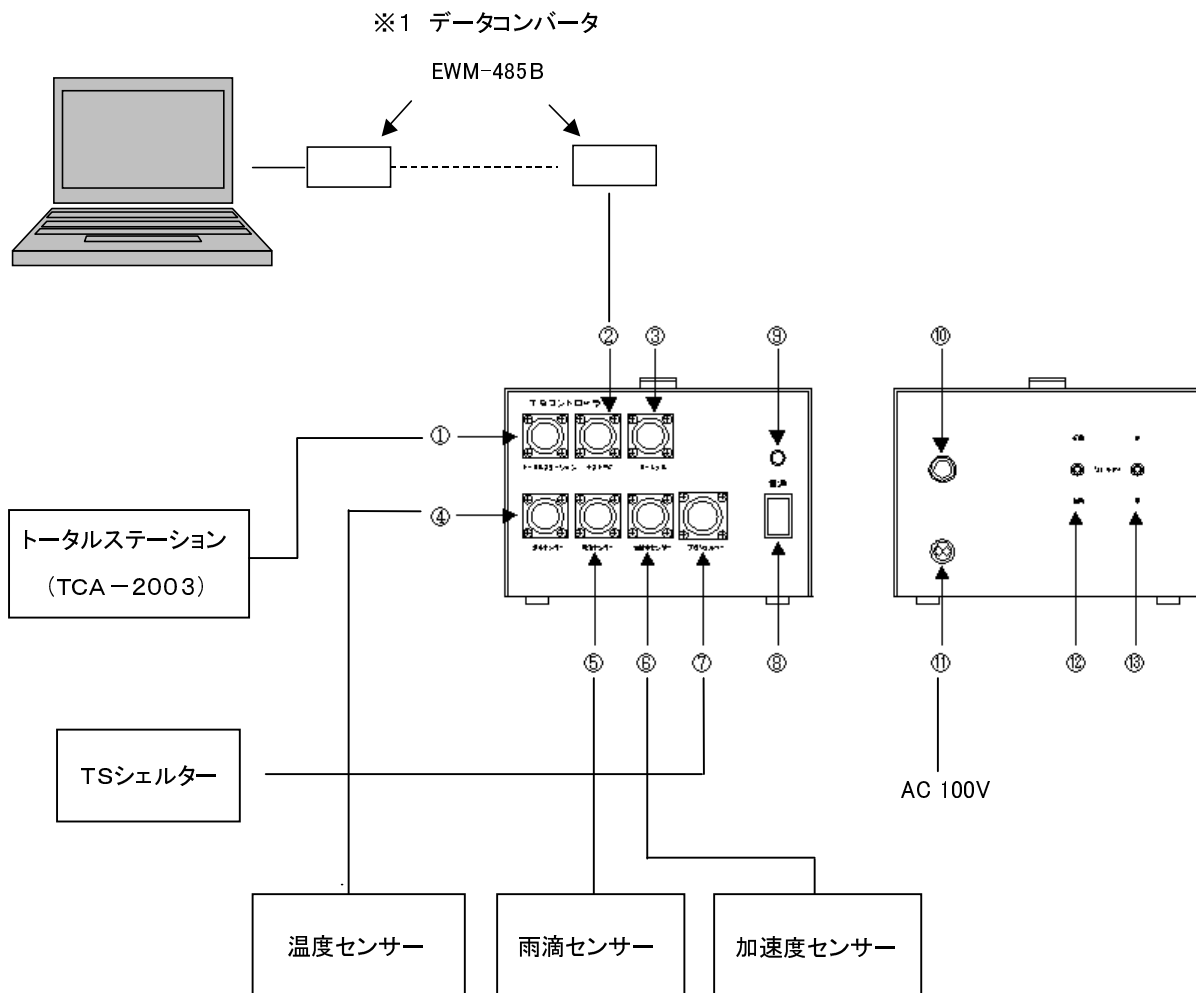 ※1 データコンバータ
EWM-485B
② ③ ⑨ ⑩
TSコントローラ
①
電源
④
トータルステーション
(TCA-2003)
⑤ ⑥ ⑦ ⑧ ⑪ ⑫ ⑬
TSシェルター
AC 100V
温度センサー
雨滴センサー
加速度センサー